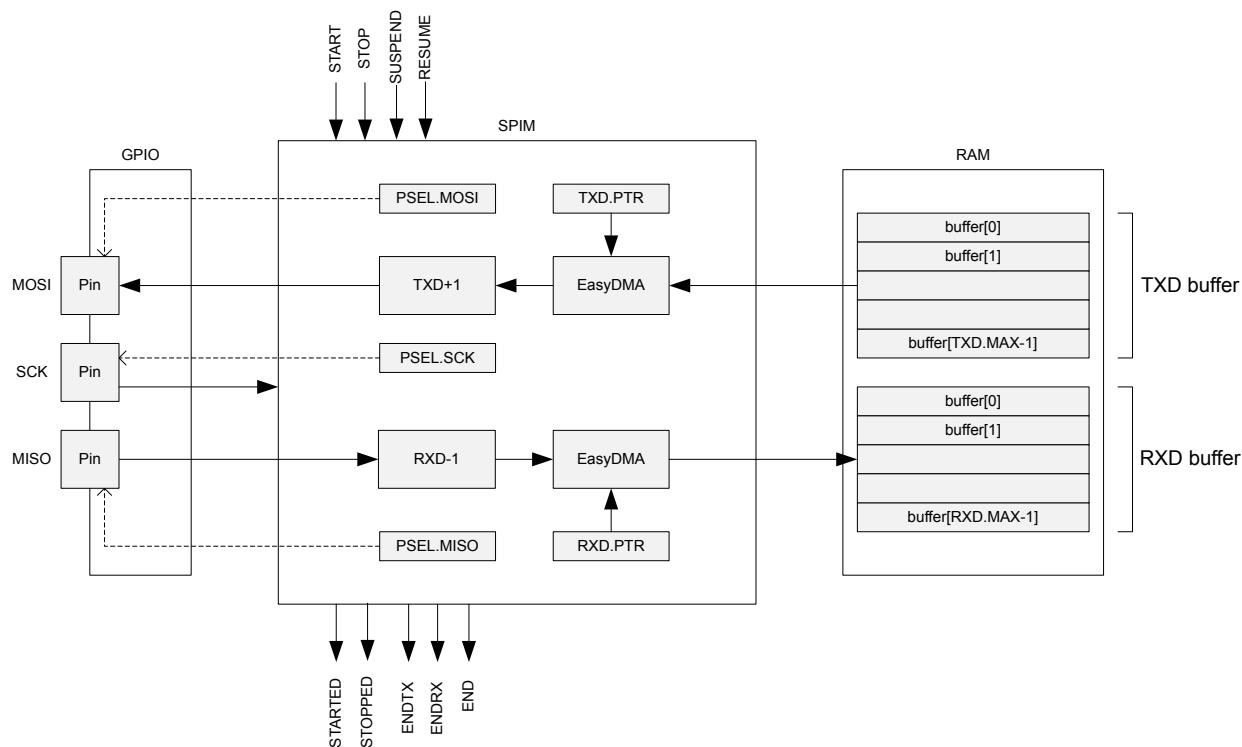 START
STOP
SUSPEND
RESUME
SPIM
GPIO
RAM
PSEL.MOSI
TXD.PTR
buffer[0]
buffer[1]
MOSI
Pin
TXD+1
EasyDMA
TXD buffer
buffer[TXD.MAX-1]
PSEL.SCK
SCK
Pin
buffer[0]
buffer[1]
MISO
Pin
RXD-1
EasyDMA
RXD buffer
buffer[RXD.MAX-1]
PSEL.MISO
RXD.PTR
STARTED
STOPPED
ENDTX
ENDRX
END